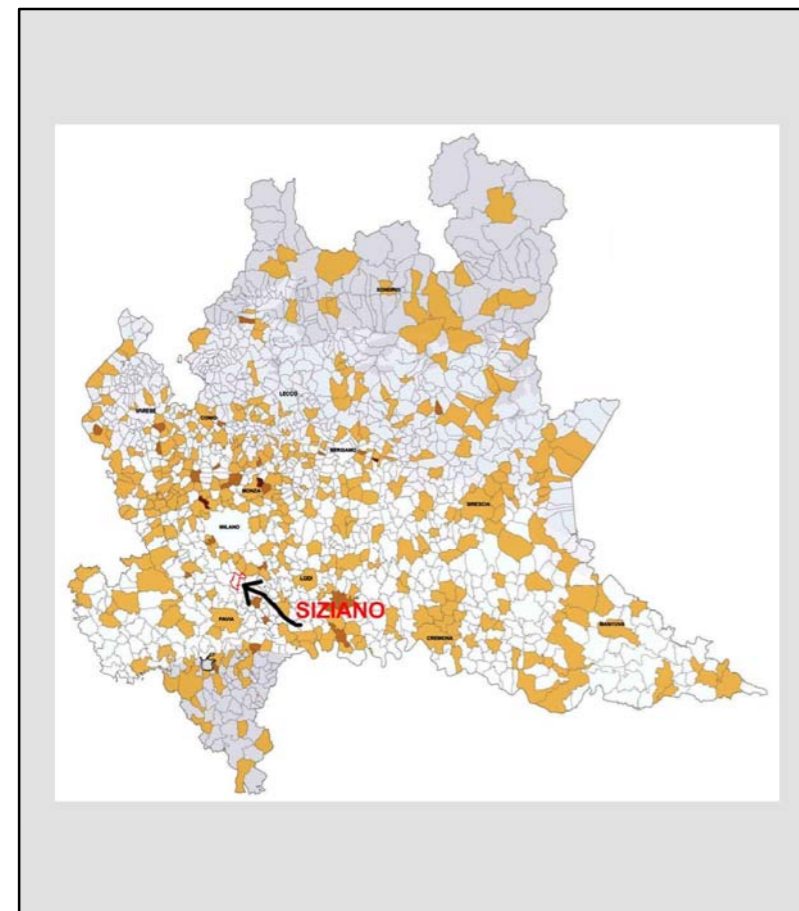 SONDRIO
LECCO
VARESE
COMO
BERGAMO
MONZA
BRESCIA
MILANO
LODI
SIZIANO
PAVIA
MANTOVA
CREMONA